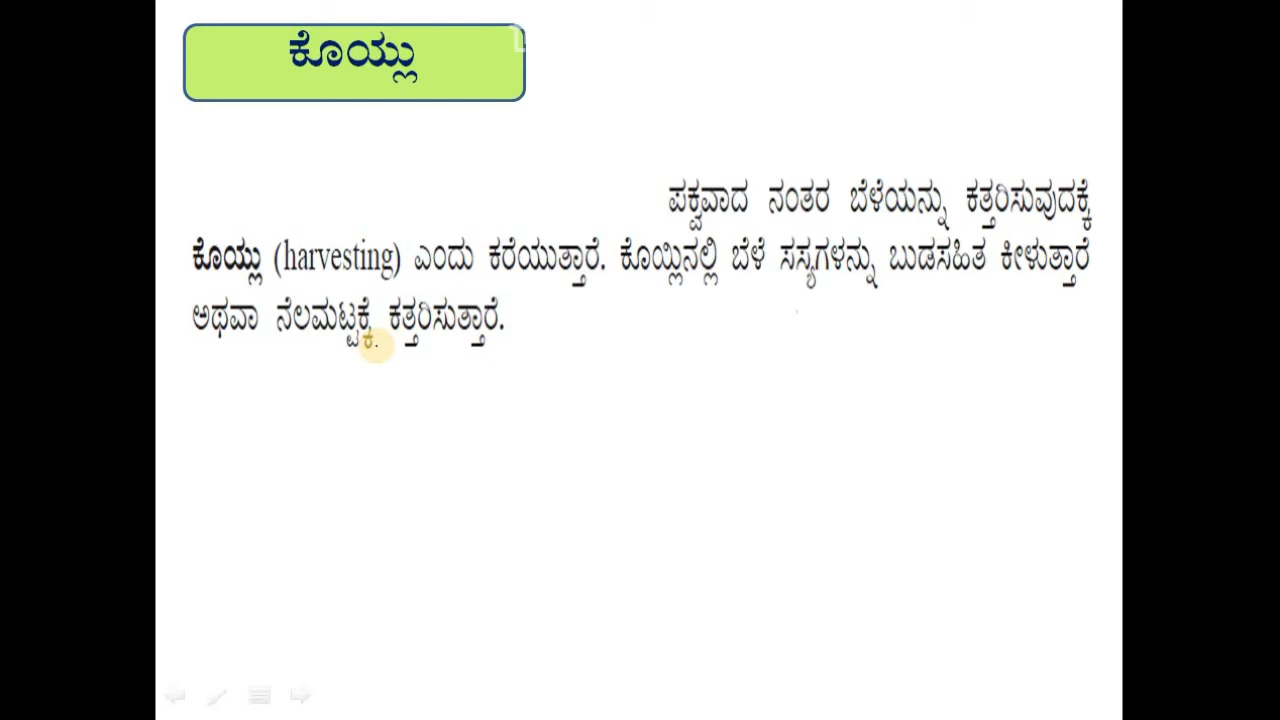 ಕೊಯ್ಲು
ಪಕ್ವವಾದ ನಂತರ ಬೆಳೆಯನ್ನು ಕತ್ತರಿಸುವುದಕ್ಕೆ
ಕೊಯ್ಲು (harvesting) ಎಂದು ಕರೆಯುತ್ತಾರೆ. ಕೊಯ್ಲಿನಲ್ಲಿ ಬೆಳೆ ಸಸ್ಯಗಳನ್ನು ಬುಡಸಹಿತ ಕೀಳುತ್ತಾರೆ
ಅಥವಾ ನೆಲಮಟ್ಟಕ್ಕೆ ಕತ್ತರಿಸುತ್ತಾರೆ.